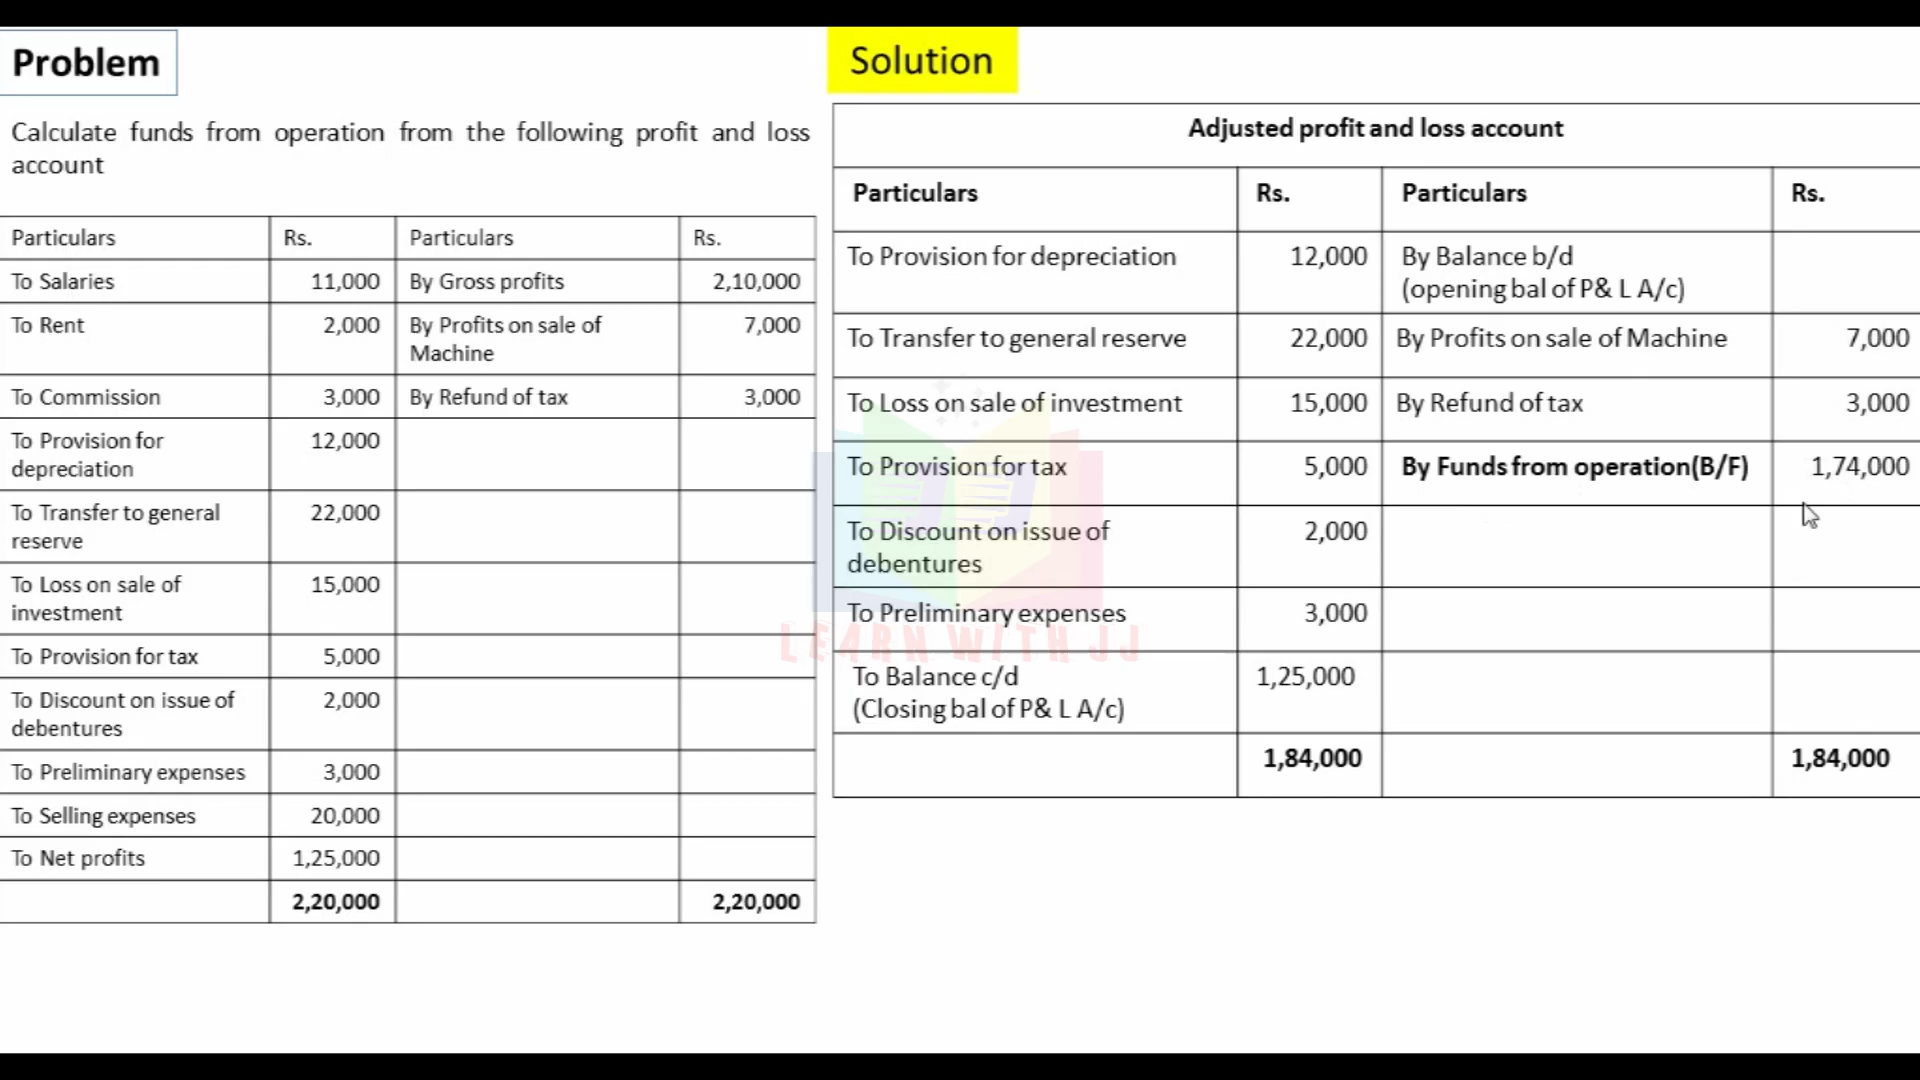 Problem
Calculate funds from operation from the following profit and loss
account
Particulars Rs. Particulars Rs.
To Salaries 11,000 By Gross profits 2,10,000
To Rent 2,000 By Profits on sale of 7,000
Machine
To Commission 3,000 By Refund of tax 3,000
To Provision for 12,000
depreciation
To Transfer to general 22,000
reserve
To Loss on sale of 15,000
investment
To Provision for tax 5,000
To Discount on issue of 2,000
debentures
To Preliminary expenses 3,000
To Selling expenses 20,000
To Net profits 1,25,000
2,20,000 2,20,000
Solution
Adjusted profit and loss account
Particulars Rs. Particulars Rs.
To Provision for depreciation 12,000 By Balance b/d
(opening bal of P& L A/c)
To Transfer to general reserve 22,000 By Profits on sale of Machine 7,000
To Loss on sale of investment 15,000 By Refund of tax 3,000
To Provision for tax 5,000 By Funds from operation(B/F) 1,74,000
To Discount on issue of 2,000
debentures
To Preliminary expenses 3,000
To Balance c/d 1,25,000
(Closing bal of P& L A/c)
1,84,000 1,84,000
LE4RN WITH JJ